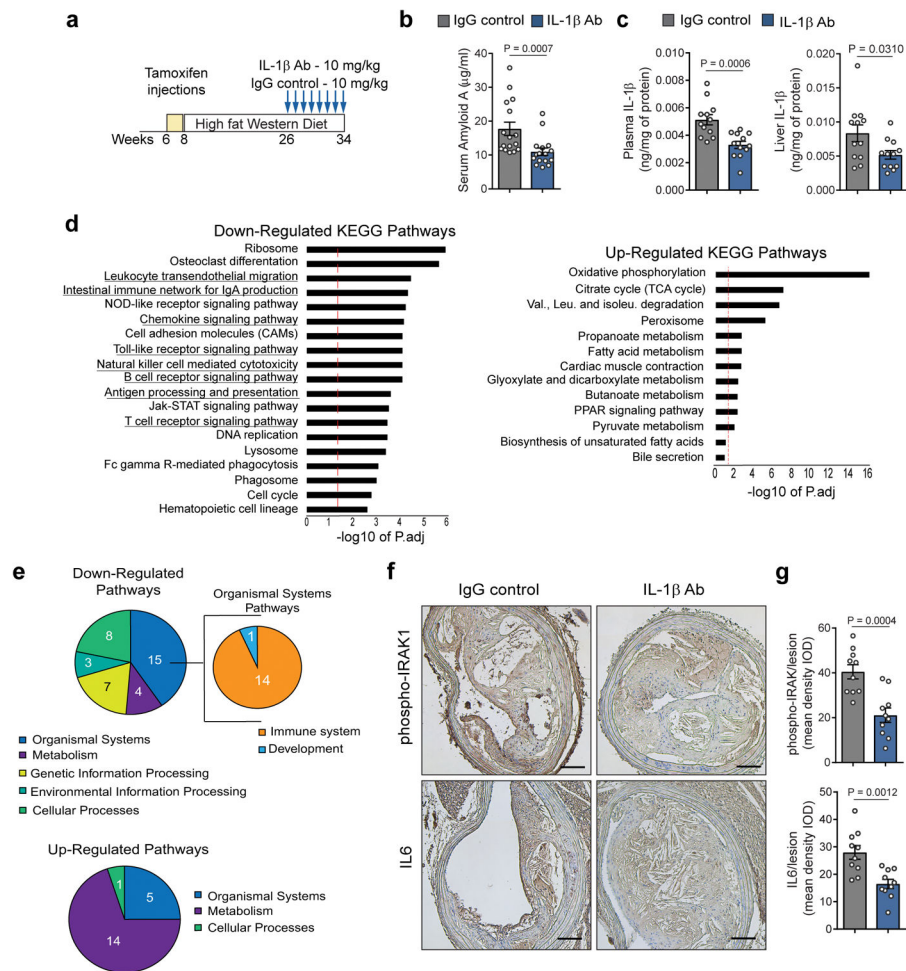 a
Tamoxifen
injections
IL-1β Ab - 10 mg/kg
IgG control - 10 mg/kg
High fat Western Diet
Weeks 6 8 26 34
b
IgG control IL-1β Ab
P = 0.0007
Serum Amyloid A (μg/ml)
40
30
20
10
0
c
IgG control IL-1β Ab
P = 0.0006
Plasma IL-1β
(ng/mg of protein)
0.010
0.008
0.006
0.004
0.002
0.000
P = 0.0310
Liver IL-1β
(ng/mg of protein)
0.020
0.015
0.010
0.005
0.000
d
Down-Regulated KEGG Pathways
Ribosome
Osteoclast differentation
Leukocyte transendothelial migration
Intestinal immune network for IgA production
NOD-like receptor signaling pathway
Chemokine signaling pathway
Cell adhesion molecules (CAMs)
Toll-like receptor signaling pathway
Natural killer cell mediated cytotoxicity
B cell receptor signaling pathway
Antigen processing and presentation
Jak-STAT signaling pathway
T cell receptor signaling pathway
DNA replication
Lysosome
Fc gamma R-mediated phagocytosis
Phagosome
Cell cycle
Hematopoietic cell lineage
0 1 2 3 4 5 6
-log10 of P.adj
Up-Regulated KEGG Pathways
Oxidative phosphorylation
Citrate cycle (TCA cycle)
Val., Leu. and isoleu. degradation
Peroxisome
Propanoate metabolism
Fatty acid metabolism
Cardiac muscle contraction
Glyoxylate and dicarboxylate metabolism
Butanoate metabolism
PPAR signaling pathway
Pyruvate metabolism
Biosynthesis of unsaturated fatty acids
Bile secretion
0 2 4 6 8 10 12 14 16
-log10 of P.adj
e
Down-Regulated
Pathways
8
15
3
7
4
Organismal Systems
Pathways
1
14
Immune system
Development
Organismal Systems
Metabolism
Genetic Information Processing
Environmental Information Processing
Cellular Processes
Up-Regulated Pathways
1
5
14
Organismal Systems
Metabolism
Cellular Processes
f
IgG control IL-1β Ab
phospho-IRAK1
IL6
g
P = 0.0004
phospho-IRAK/lesion
(mean density IOD)
60
40
20
0
P = 0.0012
IL6/lesion
(mean density IOD)
50
40
30
20
10
0